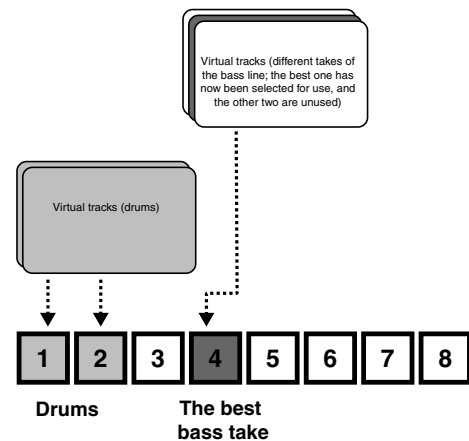 Virtual tracks (different takes of
the bass line; the best one has
now been selected for use, and
the other two are unused)
Virtual tracks (drums)
1 2 3 4 5 6 7 8
Drums
The best
bass take